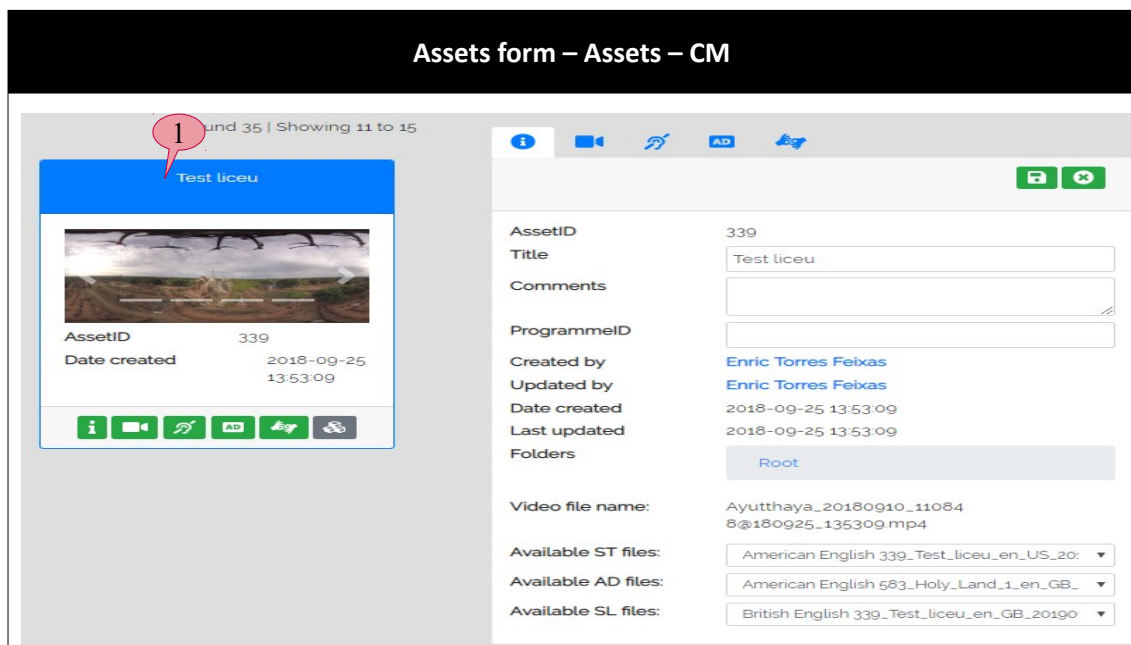 Assets form – Assets – CM
1
und 35 | Showing 11 to 15
Test liceu
AssetID 339
Date created 2018-09-25
13:53:09
AD
AD
AssetID 339
Title Test liceu
Comments
ProgrammeID
Created by Enric Torres Feixas
Updated by Enric Torres Feixas
Date created 2018-09-25 13:53:09
Last updated 2018-09-25 13:53:09
Folders Root
Video file name: Ayutthaya_20180910_11084
8@180925_135309.mp4
Available ST files: American English 339_Test_liceu_en_US_20:
Available AD files: American English 583_Holy_Land_1_en_GB_
Available SL files: British English 339_Test_liceu_en_GB_20190